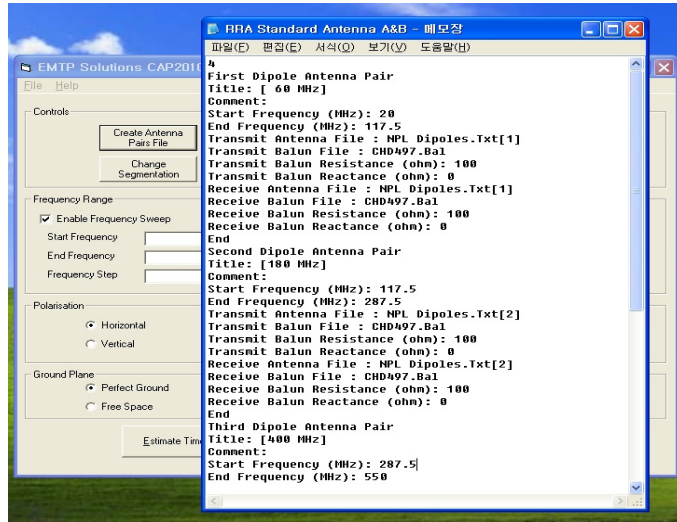 RRA Standard Antenna A&B - 메모장
파일(F) 편집(E) 서식(O) 보기(V) 도움말(H)
4
First Dipole Antenna Pair
Title: [ 60 MHz]
Comment:
Start Frequency (MHz): 20
End Frequency (MHz): 117.5
Transmit Antenna File : NPL Dipoles.Txt[1]
Transmit Balun File : CHD497.Bal
Transmit Balun Resistance (ohm): 100
Transmit Balun Reactance (ohm): 0
Receive Antenna File : NPL Dipoles.Txt[1]
Receive Balun File : CHD497.Bal
Receive Balun Resistance (ohm): 100
Receive Balun Reactance (ohm): 0
End
Second Dipole Antenna Pair
Title: [180 MHz]
Comment:
Start Frequency (MHz): 117.5
End Frequency (MHz): 287.5
Transmit Antenna File : NPL Dipoles.Txt[2]
Transmit Balun File : CHD497.Bal
Transmit Balun Resistance (ohm): 100
Transmit Balun Reactance (ohm): 0
Receive Antenna File : NPL Dipoles.Txt[2]
Receive Balun File : CHD497.Bal
Receive Balun Resistance (ohm): 100
Receive Balun Reactance (ohm): 0
End
Third Dipole Antenna Pair
Title: [400 MHz]
Comment:
Start Frequency (MHz): 287.5
End Frequency (MHz): 550
EMTP Solutions CAP2010
File Help
Controls
Create Antenna
Pairs File
Change
Segmentation
Frequency Range
Enable Frequency Sweep
Start Frequency
End Frequency
Frequency Step
Polarisation
Horizontal
Vertical
Ground Plane
Perfect Ground
Free Space
Estimate Time